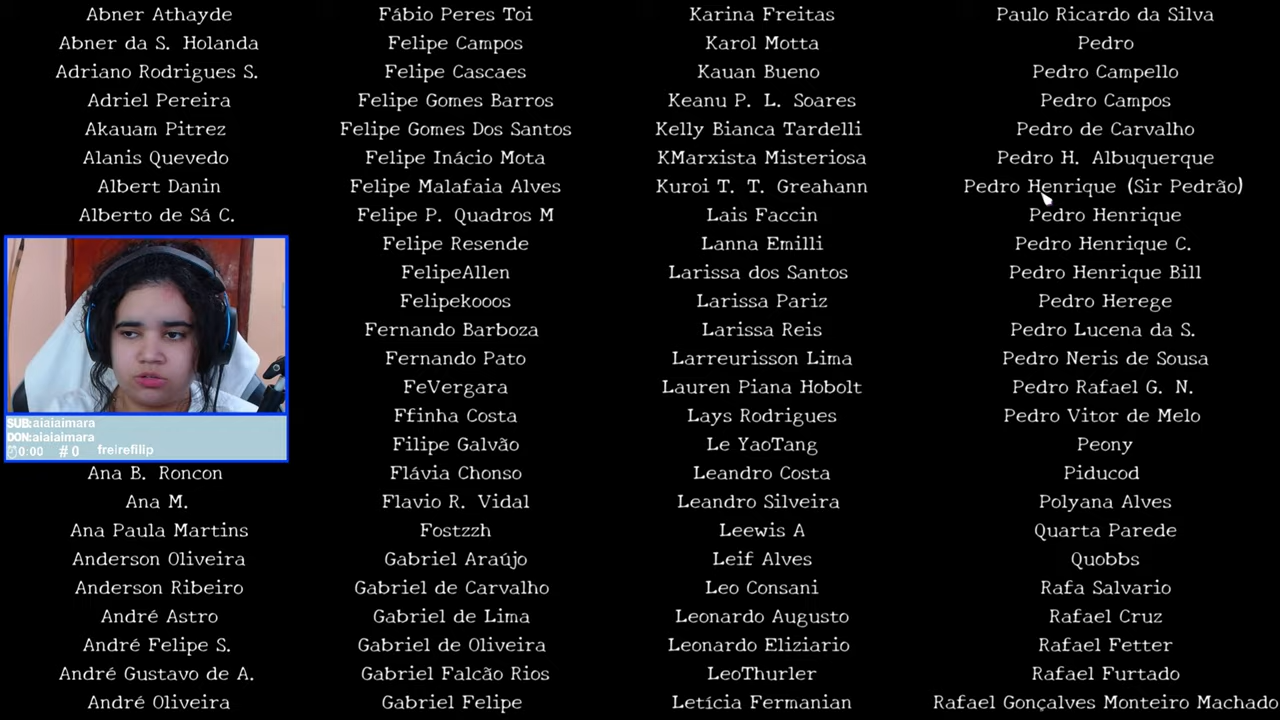 Abner Athayde
Abner da S. Holanda
Adriano Rodrigues S.
Adriel Pereira
Akauam Pitrez
Alanis Quevedo
Albert Danin
Alberto de Sá C.
SUB:aiaiaimara
DON:aiaiaimara
0:00 #0 freirefilip
Ana B. Roncon
Ana M.
Ana Paula Martins
Anderson Oliveira
Anderson Ribeiro
André Astro
André Felipe S.
André Gustavo de A.
André Oliveira
Fábio Peres Toi
Felipe Campos
Felipe Cascaes
Felipe Gomes Barros
Felipe Gomes Dos Santos
Felipe Inácio Mota
Felipe Malafaia Alves
Felipe P. Quadros M
Felipe Resende
FelipeAllen
Felipekooos
Fernando Barboza
Fernando Pato
FeVergara
Ffinha Costa
Filipe Galvão
Flávia Chonso
Flavio R. Vidal
Fostzzh
Gabriel Araújo
Gabriel de Carvalho
Gabriel de Lima
Gabriel de Oliveira
Gabriel Falcão Rios
Gabriel Felipe
Karina Freitas
Karol Motta
Kauan Bueno
Keanu P. L. Soares
Kelly Bianca Tardelli
KMarxista Misteriosa
Kuroi T. T. Greahann
Lais Faccin
Lanna Emilli
Larissa dos Santos
Larissa Pariz
Larissa Reis
Larreurisson Lima
Lauren Piana Hobolt
Lays Rodrigues
Le YaoTang
Leandro Costa
Leandro Silveira
Leewis A
Leif Alves
Leo Consani
Leonardo Augusto
Leonardo Eliziario
LeoThurler
Letícia Fermanian
Paulo Ricardo da Silva
Pedro
Pedro Campello
Pedro Campos
Pedro de Carvalho
Pedro H. Albuquerque
Pedro Henrique (Sir Pedrão)
Pedro Henrique
Pedro Henrique C.
Pedro Henrique Bill
Pedro Herege
Pedro Lucena da S.
Pedro Neris de Sousa
Pedro Rafael G. N.
Pedro Vitor de Melo
Peony
Piducod
Polyana Alves
Quarta Parede
Quobbs
Rafa Salvario
Rafael Cruz
Rafael Fetter
Rafael Furtado
Rafael Gonçalves Monteiro Machado